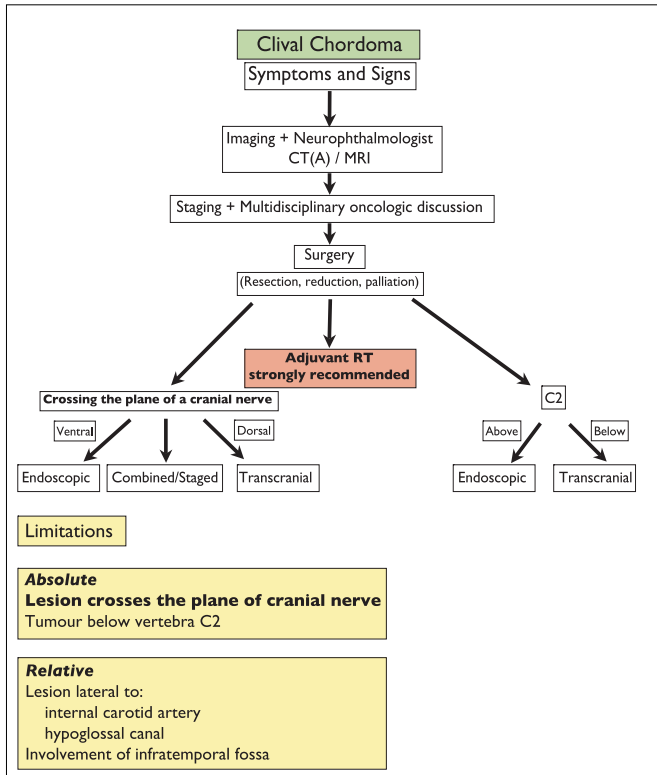 Clival Chordoma
Symptoms and Signs
Imaging + Neurophthalmologist
CT(A) / MRI
Staging + Multidisciplinary oncologic discussion
Surgery
(Resection, reduction, palliation)
Adjuvant RT
strongly recommended
Crossing the plane of a cranial nerve
C2
Ventral
Dorsal
Above
Below
Endoscopic
Combined/Staged
Transcranial
Endoscopic
Transcranial
Limitations
Absolute
Lesion crosses the plane of cranial nerve
Tumour below vertebra C2
Relative
Lesion lateral to:
internal carotid artery
hypoglossal canal
Involvement of infratemporal fossa